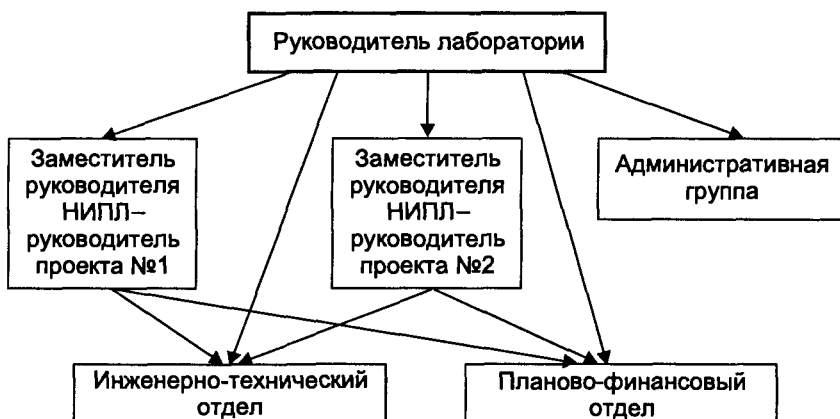 Руководитель лаборатории
Заместитель
руководителя
НИПЛ–
руководитель
проекта №1
Заместитель
руководителя
НИПЛ–
руководитель
проекта №2
Административная
группа
Инженерно-технический
отдел
Планово-финансовый
отдел